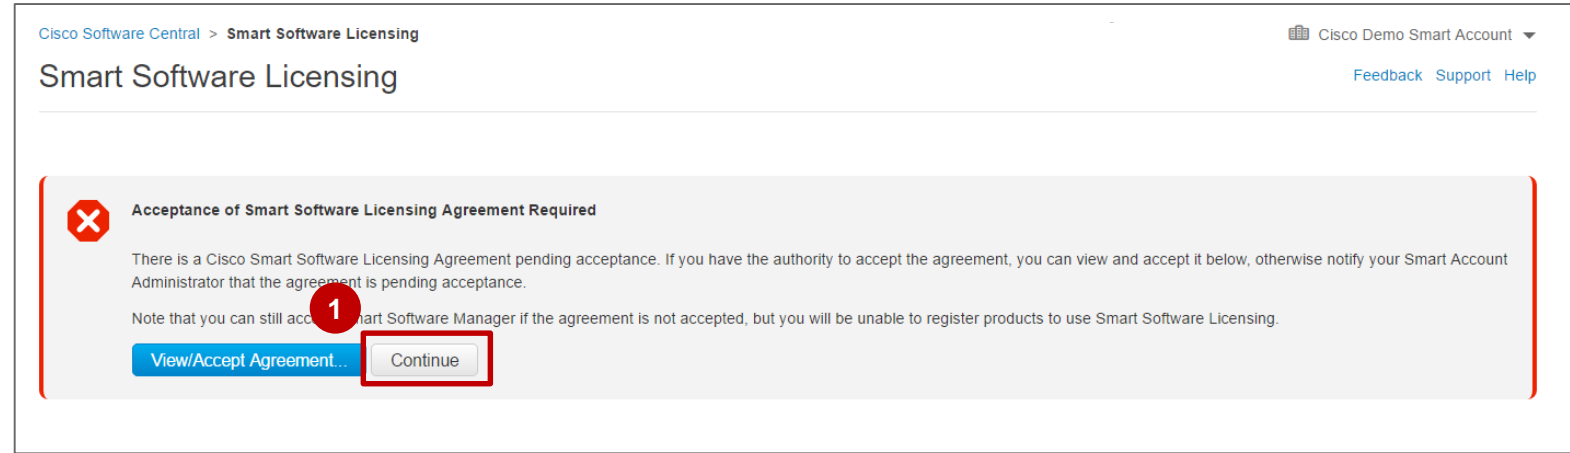 Cisco Software Central > Smart Software Licensing
Cisco Demo Smart Account
Smart Software Licensing
Feedback Support Help
Acceptance of Smart Software Licensing Agreement Required
There is a Cisco Smart Software Licensing Agreement pending acceptance. If you have the authority to accept the agreement, you can view and accept it below, otherwise notify your Smart Account
Administrator that the agreement is pending acceptance.
1
Note that you can still acc mart Software Manager if the agreement is not accepted, but you will be unable to register products to use Smart Software Licensing.
View/Accept Agreement... Continue